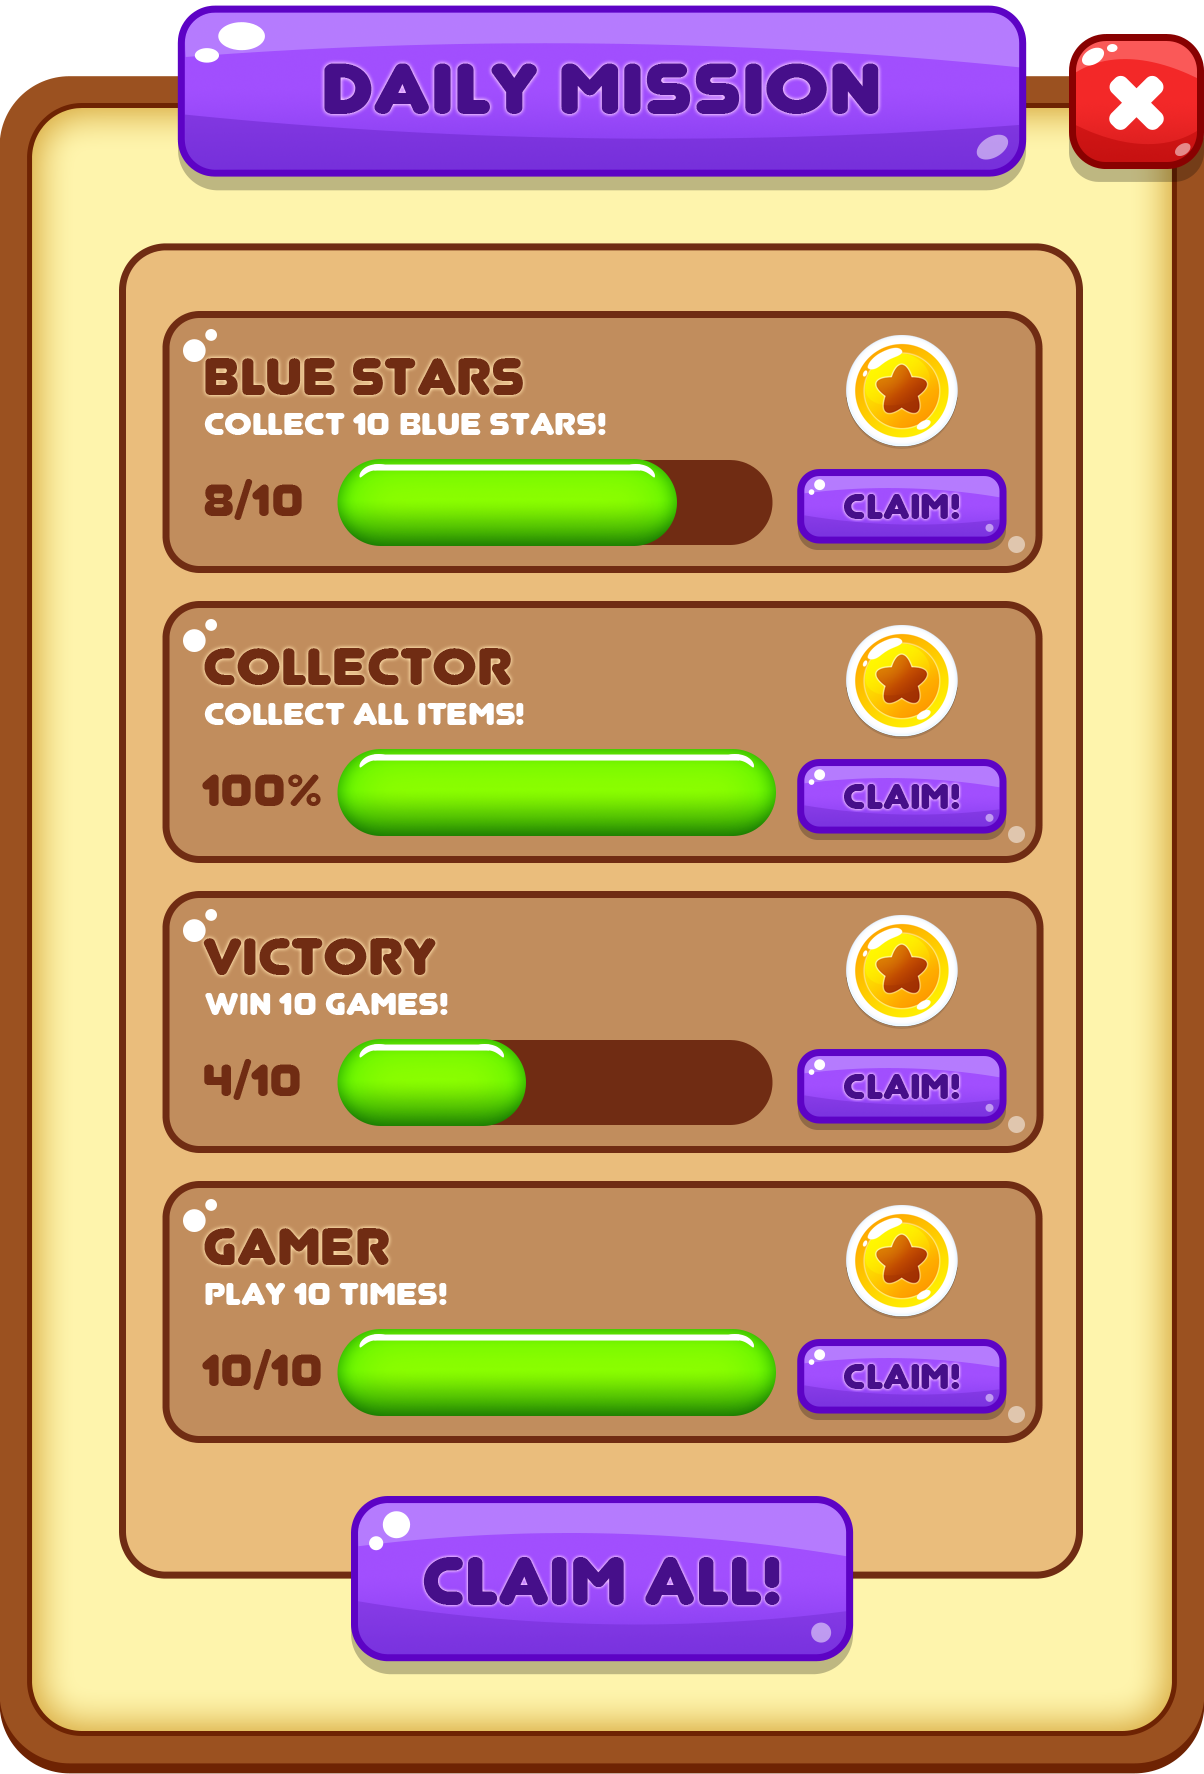 DAILY MISSION
BLUE STARS
COLLECT 10 BLUE STARS!
8/10
CLAIM!
COLLECTOR
COLLECT ALL ITEMS!
100%
CLAIM!
VICTORY
WIN 10 GAMES!
4/10
CLAIM!
GAMER
PLAY 10 TIMES!
10/10
CLAIM!
CLAIM ALL!